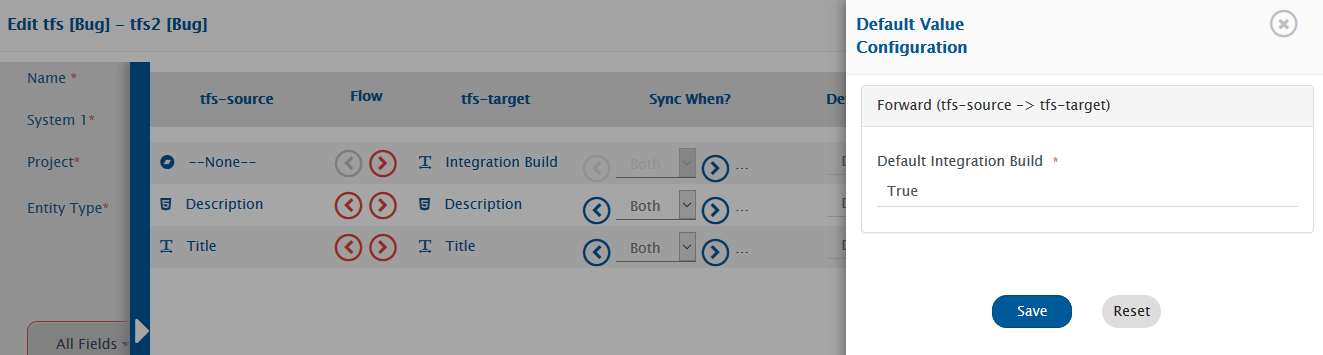 Edit tfs [Bug] – tfs2 [Bug]
Name *
System 1*
Project*
Entity Type*
All Fields
tfs-source Flow tfs-target Sync When? De
--None-- Integration Build Both ...
Description Description Both ...
Title Title Both ...
Default Value
Configuration
Forward (tfs-source -> tfs-target)
Default Integration Build *
True
Save Reset